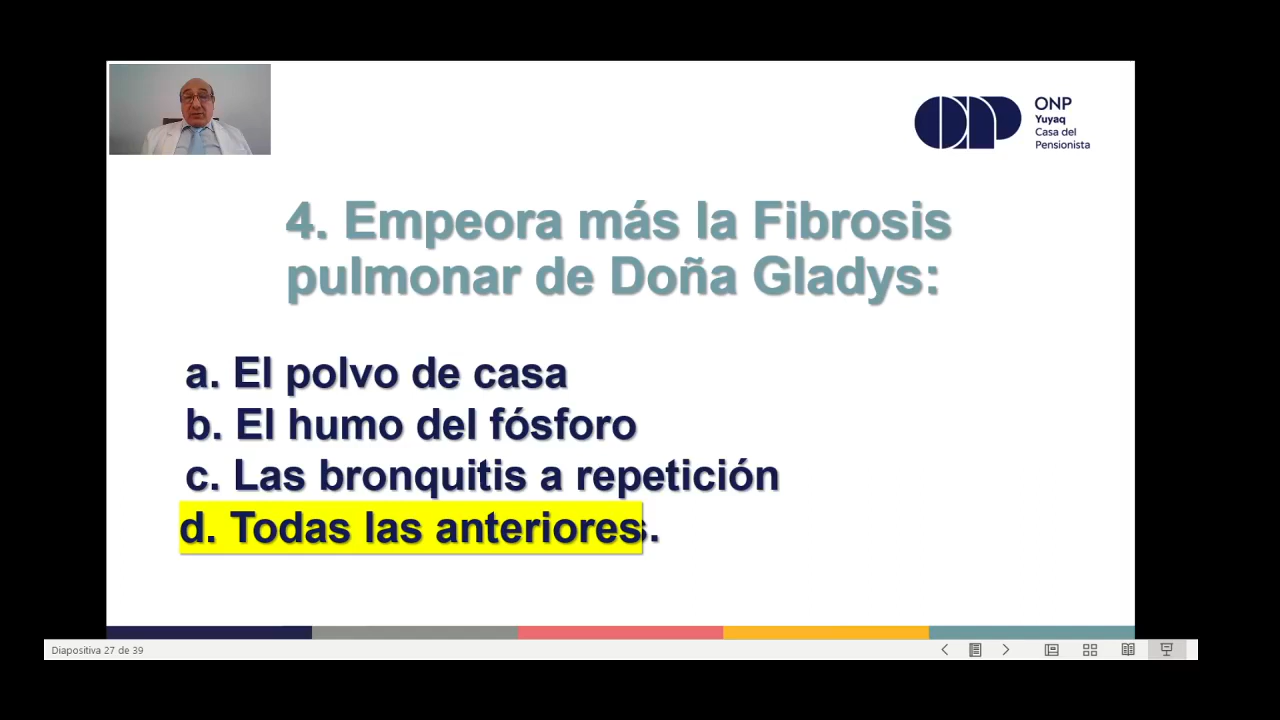 ONP
Yuyaq
Casa del
Pensionista
4. Empeora más la Fibrosis
pulmonar de Doña Gladys:
a. El polvo de casa
b. El humo del fósforo
c. Las bronquitis a repetición
d. Todas las anteriores.
Diapositiva 27 de 39